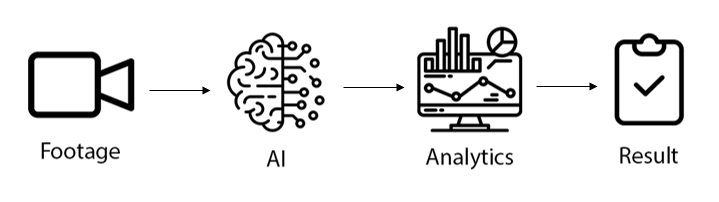 Footage
AI
Analytics
Result